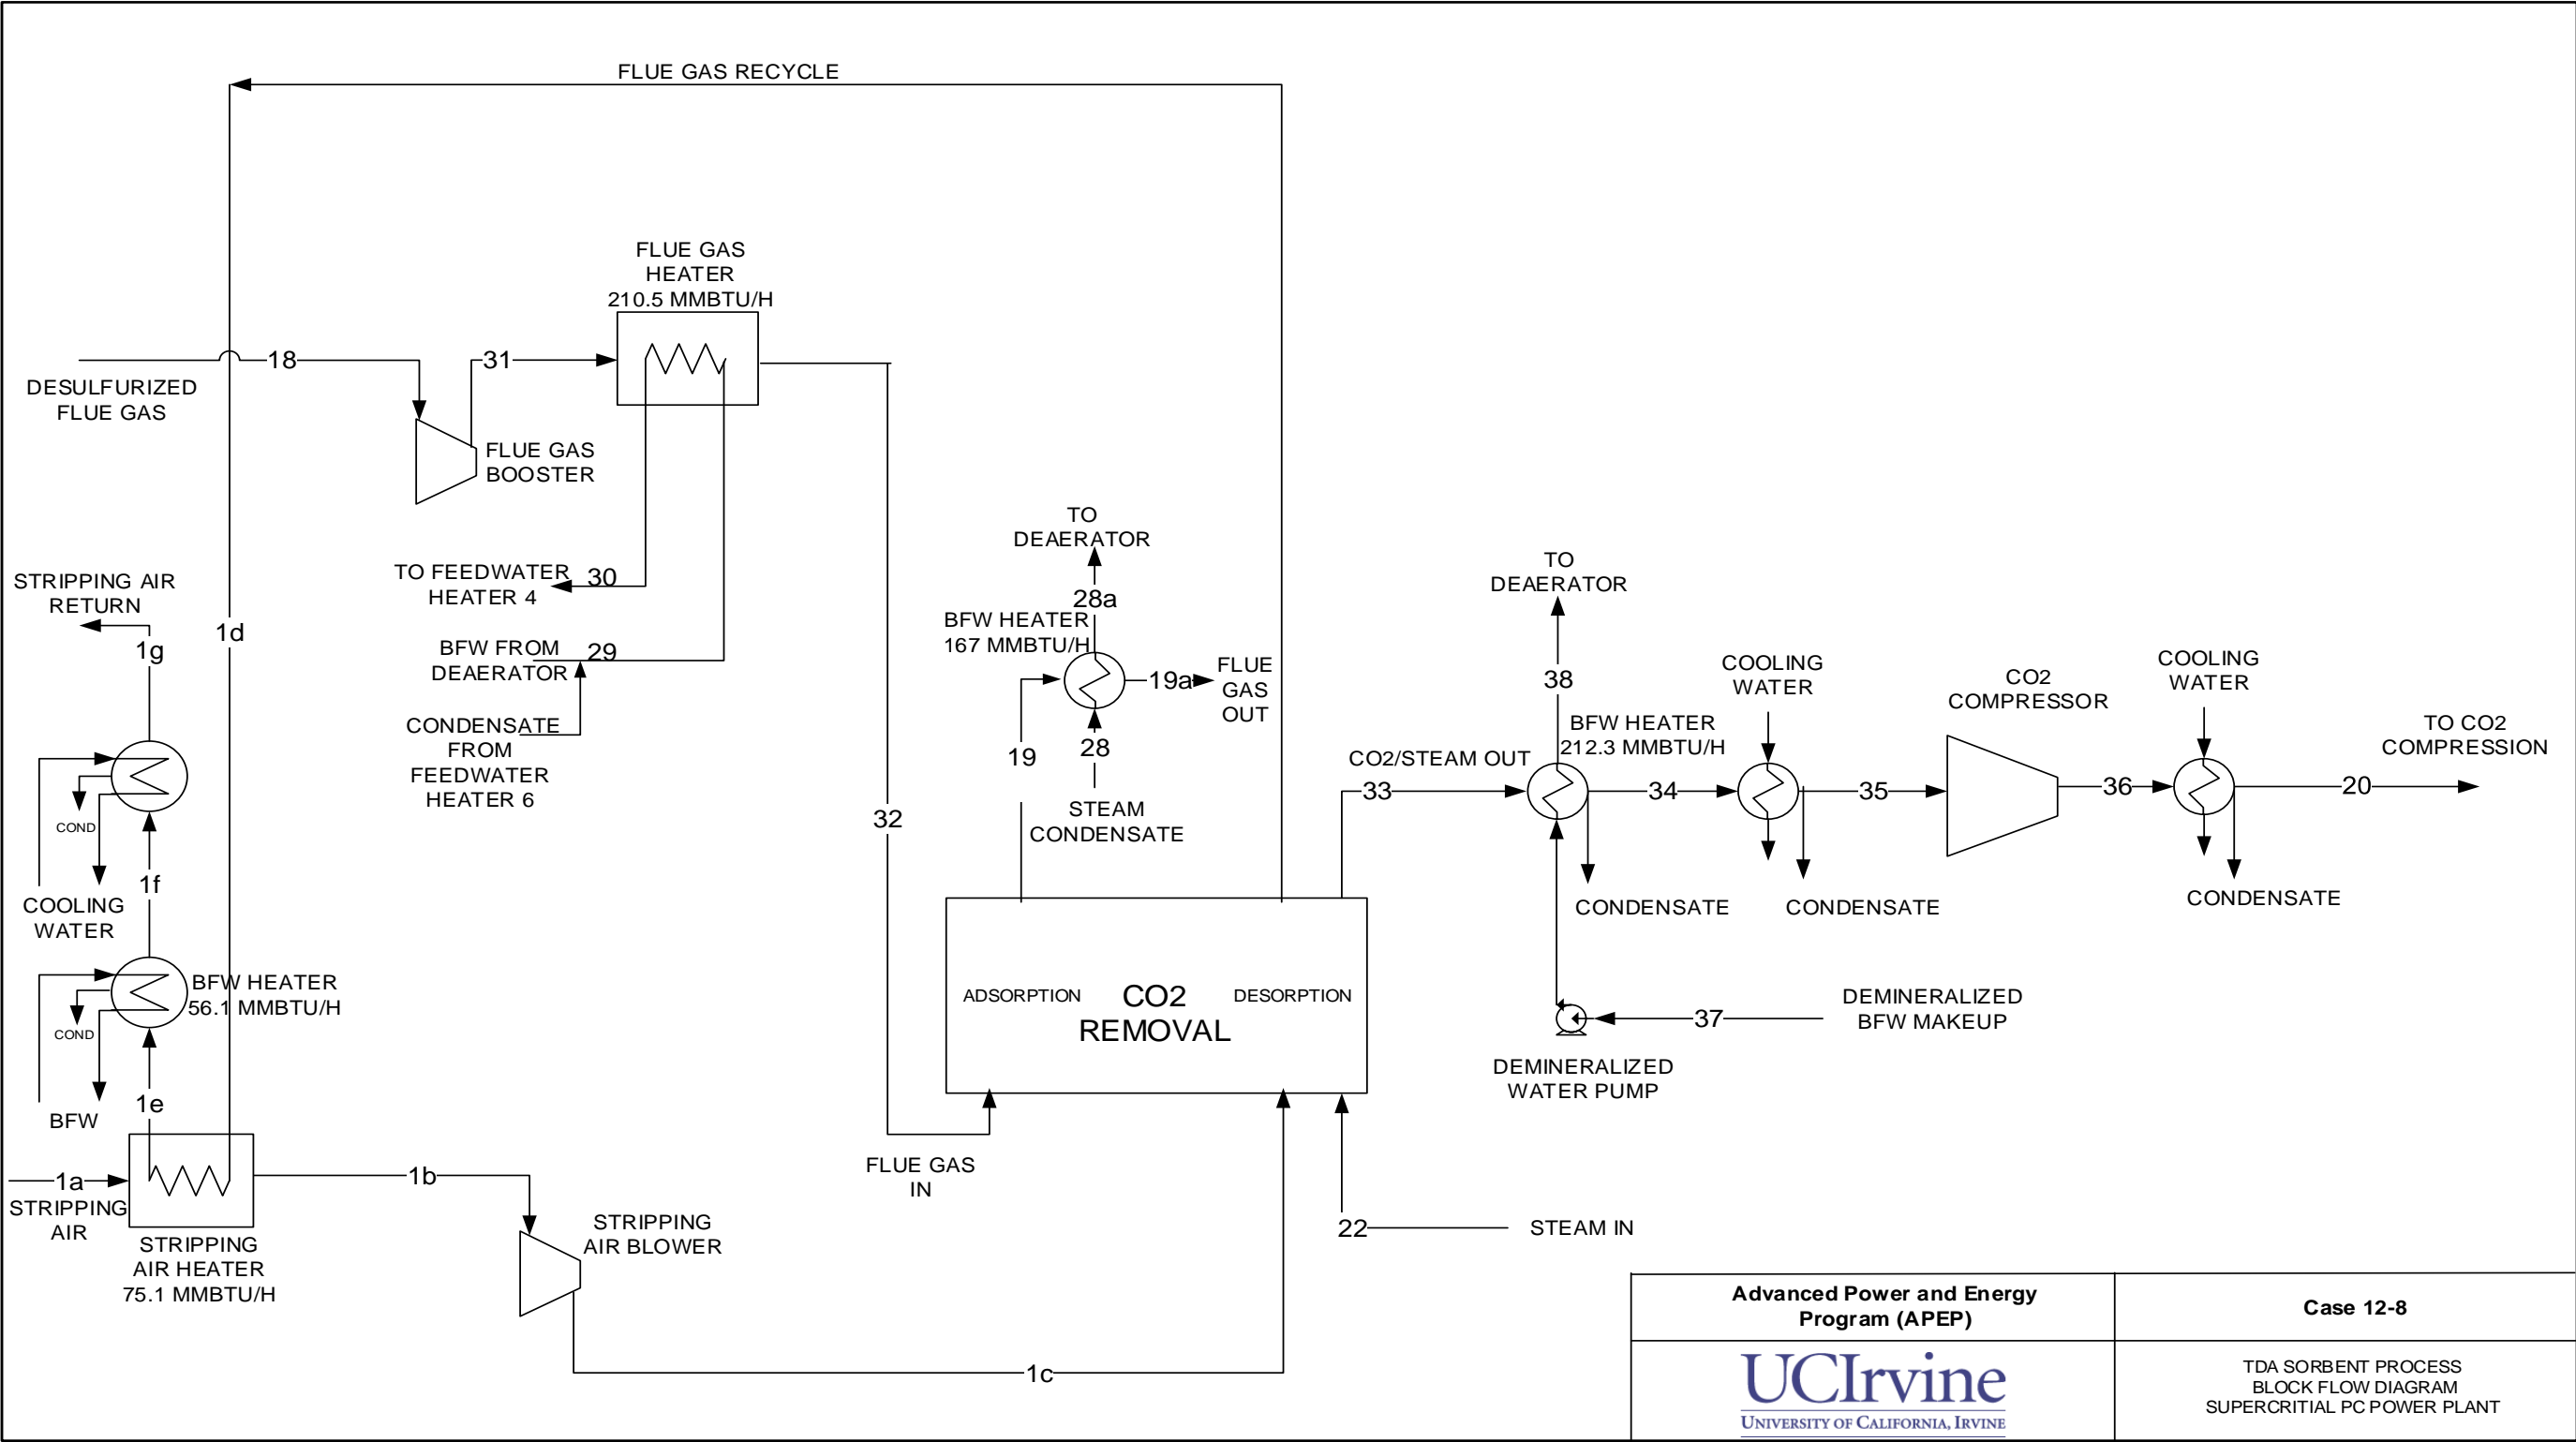 FLUE GAS RECYCLE
FLUE GAS
HEATER
210.5 MMBTU/H
18
31
DESULFURIZED
FLUE GAS
FLUE GAS
BOOSTER
TO FEEDWATER
HEATER 4
30
BFW FROM
DEAERATOR
29
CONDENSATE
FROM
FEEDWATER
HEATER 6
STRIPPING AIR
RETURN
1g
1d
COND
COOLING
WATER
1f
BFW HEATER
56.1 MMBTU/H
COND
BFW
1e
1a
STRIPPING
AIR
STRIPPING
AIR HEATER
75.1 MMBTU/H
1b
STRIPPING
AIR BLOWER
1c
32
FLUE GAS
IN
TO
DEAERATOR
28a
BFW HEATER
167 MMBTU/H
19a
FLUE
GAS
OUT
19
28
STEAM
CONDENSATE
ADSORPTION
CO2
REMOVAL
DESORPTION
22
STEAM IN
CO2/STEAM OUT
33
TO
DEAERATOR
38
BFW HEATER
212.3 MMBTU/H
34
CONDENSATE
COOLING
WATER
35
CONDENSATE
CO2
COMPRESSOR
36
COOLING
WATER
20
TO CO2
COMPRESSION
CONDENSATE
37
DEMINERALIZED
BFW MAKEUP
DEMINERALIZED
WATER PUMP
Advanced Power and Energy
Program (APEP)
Case 12-8
UCIrvine
UNIVERSITY OF CALIFORNIA, IRVINE
TDA SORBENT PROCESS
BLOCK FLOW DIAGRAM
SUPERCRITIAL PC POWER PLANT